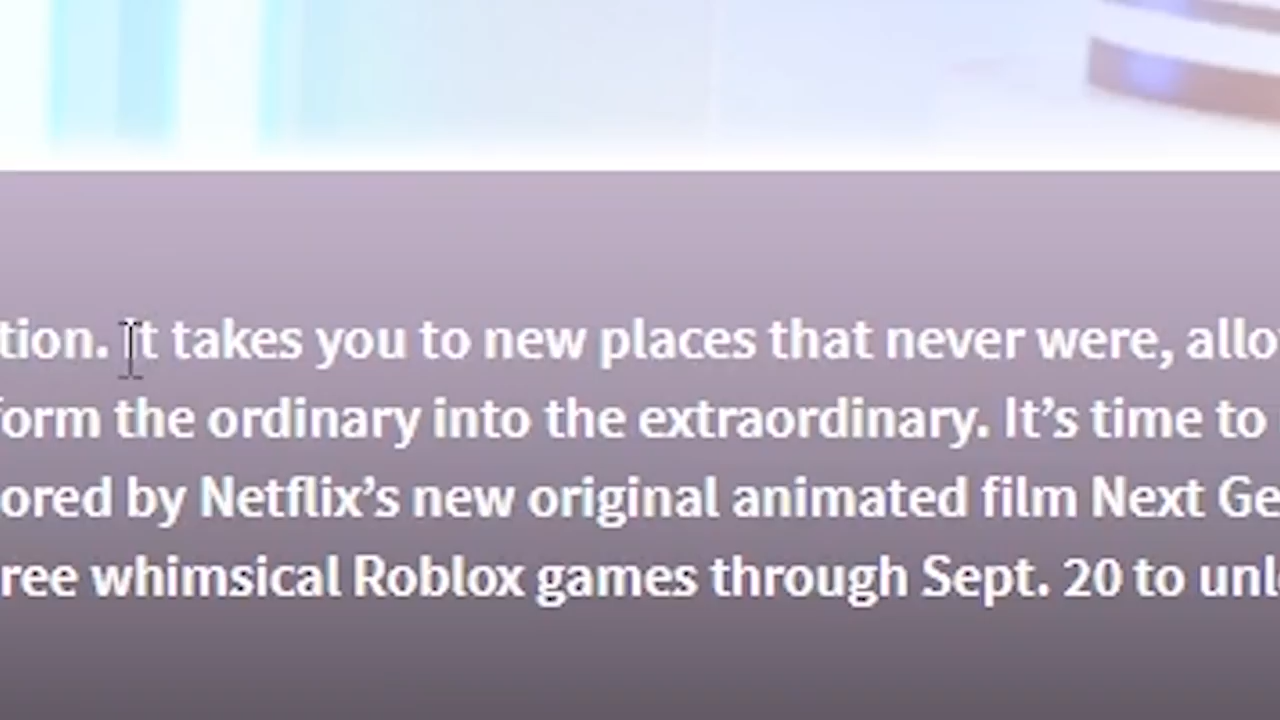 tion. It takes you to new places that never were, allo
form the ordinary into the extraordinary. It’s time to
ored by Netflix’s new original animated film Next Ge
ree whimsical Roblox games through Sept. 20 to unl